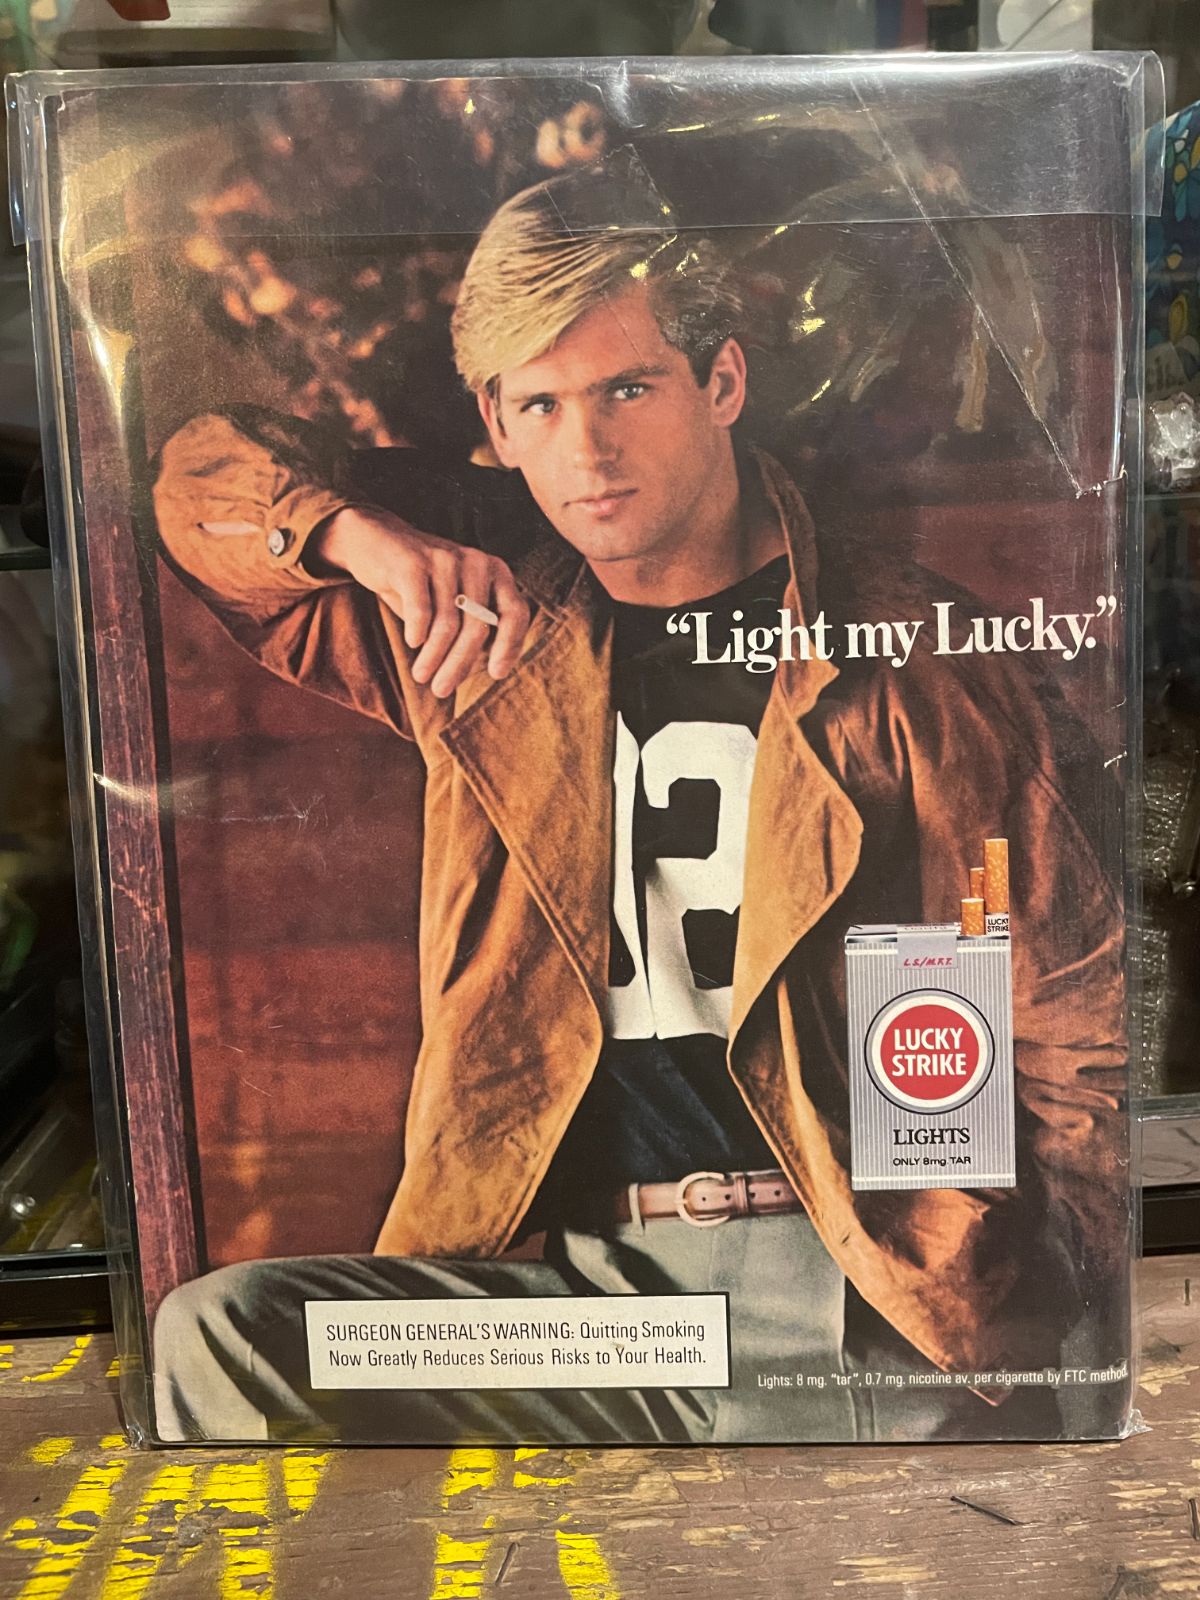 "Light my Lucky."
12
LUCKY
STRIKE
L.S./M.F.T.
LUCKY
STRIKE
LIGHTS
ONLY 8mg. TAR
SURGEON GENERAL'S WARNING: Quitting Smoking
Now Greatly Reduces Serious Risks to Your Health.
Lights: 8 mg. "tar", 0.7 mg. nicotine av. per cigarette by FTC method.